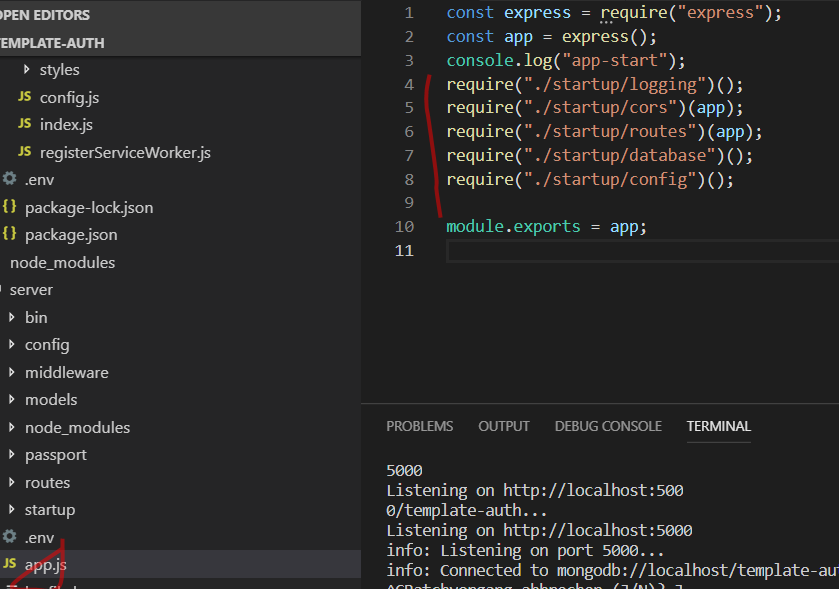 OPEN EDITORS
TEMPLATE-AUTH
styles
JS config.js
JS index.js
JS registerServiceWorker.js
.env
{} package-lock.json
{} package.json
node_modules
server
bin
config
middleware
models
node_modules
passport
routes
startup
.env
JS app.js
1 const express = require("express");
2 const app = express();
3 console.log("app-start");
4 require("./startup/logging")();
5 require("./startup/cors")(app);
6 require("./startup/routes")(app);
7 require("./startup/database")();
8 require("./startup/config")();
9
10 module.exports = app;
11
PROBLEMS OUTPUT DEBUG CONSOLE TERMINAL
5000
Listening on http://localhost:500
0/template-auth...
Listening on http://localhost:5000
info: Listening on port 5000...
info: Connected to mongodb://localhost/template-au